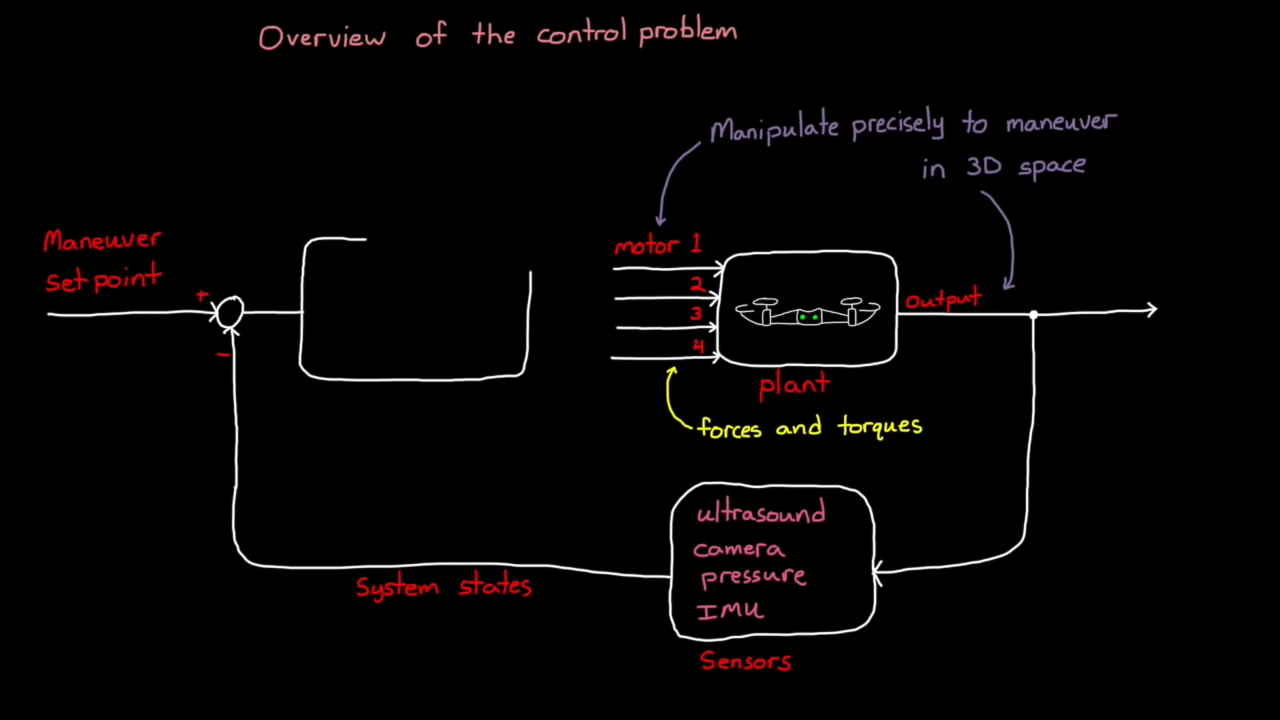 Overview of the control problem
Manipulate precisely to maneuver
in 3D space
Maneuver
set point
+
-
motor 1
2
3
4
output
plant
forces and torques
ultrasound
camera
pressure
IMU
System states
Sensors